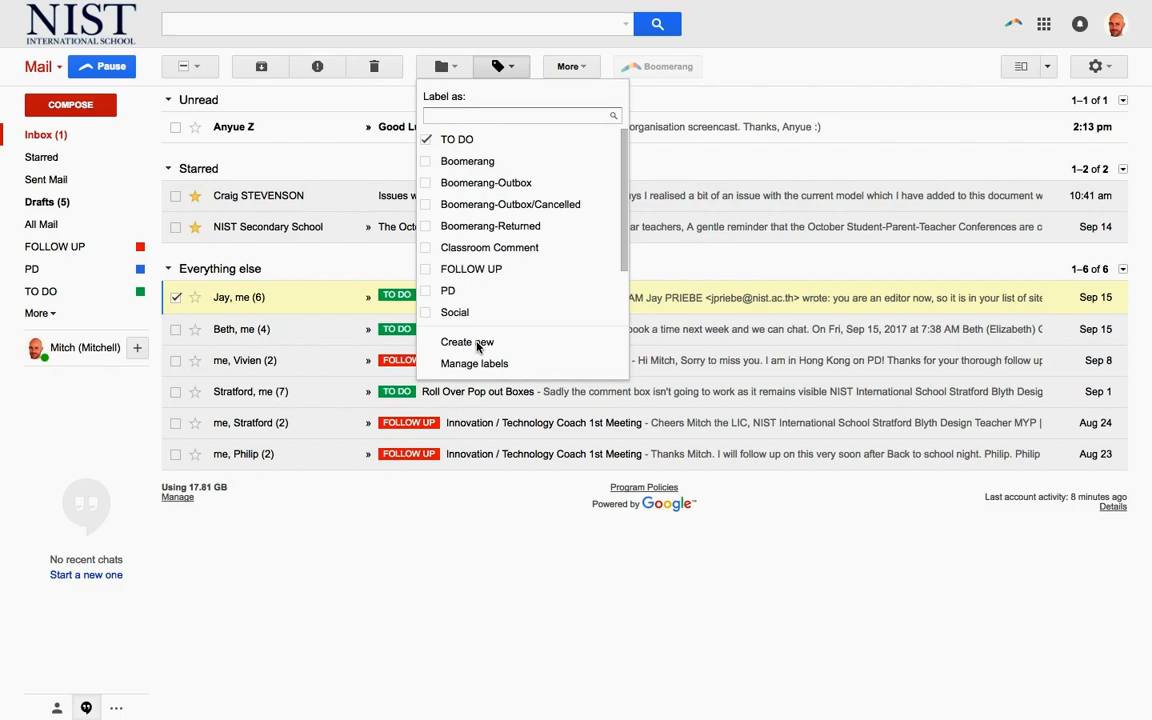 NIST
INTERNATIONAL SCHOOL
Mail
Pause
More
Boomerang
COMPOSE
Inbox (1)
Starred
Sent Mail
Drafts (5)
All Mail
FOLLOW UP
PD
TO DO
More
Mitch (Mitchell)
No recent chats
Start a new one
Label as:
TO DO
Boomerang
Boomerang-Outbox
Boomerang-Outbox/Cancelled
Boomerang-Returned
Classroom Comment
FOLLOW UP
PD
Social
Create new
Manage labels
Unread 1–1 of 1
Anyue Z » Good Lu organisation screencast. Thanks, Anyue :) 2:13 pm
Starred 1–2 of 2
Craig STEVENSON Issues w ys I realised a bit of an issue with the current model which I have added to this document w 10:41 am
NIST Secondary School » The Oct ar teachers, A gentle reminder that the October Student-Parent-Teacher Conferences are c Sep 14
Everything else 1–6 of 6
Jay, me (6) » TO DO AM Jay PRIEBE <jpriebe@nist.ac.th> wrote: you are an editor now, so it is in your list of site Sep 15
Beth, me (4) » TO DO book a time next week and we can chat. On Fri, Sep 15, 2017 at 7:38 AM Beth (Elizabeth) C Sep 15
me, Vivien (2) » FOLLOW - Hi Mitch, Sorry to miss you. I am in Hong Kong on PD! Thanks for your thorough follow up Sep 8
Stratford, me (7) » TO DO Roll Over Pop out Boxes - Sadly the comment box isn't going to work as it remains visible NIST International School Stratford Blyth Desig Sep 1
me, Stratford (2) » FOLLOW UP Innovation / Technology Coach 1st Meeting - Cheers Mitch the LIC, NIST International School Stratford Blyth Design Teacher MYP | Aug 24
me, Philip (2) » FOLLOW UP Innovation / Technology Coach 1st Meeting - Thanks Mitch. I will follow up on this very soon after Back to school night. Philip. Philip Aug 23
Using 17.81 GB
Manage
Program Policies
Powered by Google™
Last account activity: 8 minutes ago
Details